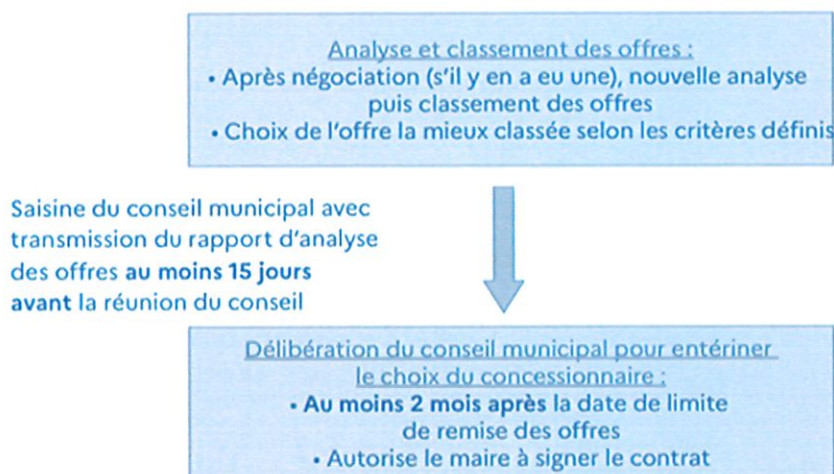 Analyse et classement des offres :
• Après négociation (s'il y en a eu une), nouvelle analyse
puis classement des offres
• Choix de l'offre la mieux classée selon les critères définis
Saisine du conseil municipal avec
transmission du rapport d'analyse
des offres au moins 15 jours
avant la réunion du conseil
Délibération du conseil municipal pour entériner
le choix du concessionnaire :
• Au moins 2 mois après la date de limite
de remise des offres
• Autorise le maire à signer le contrat